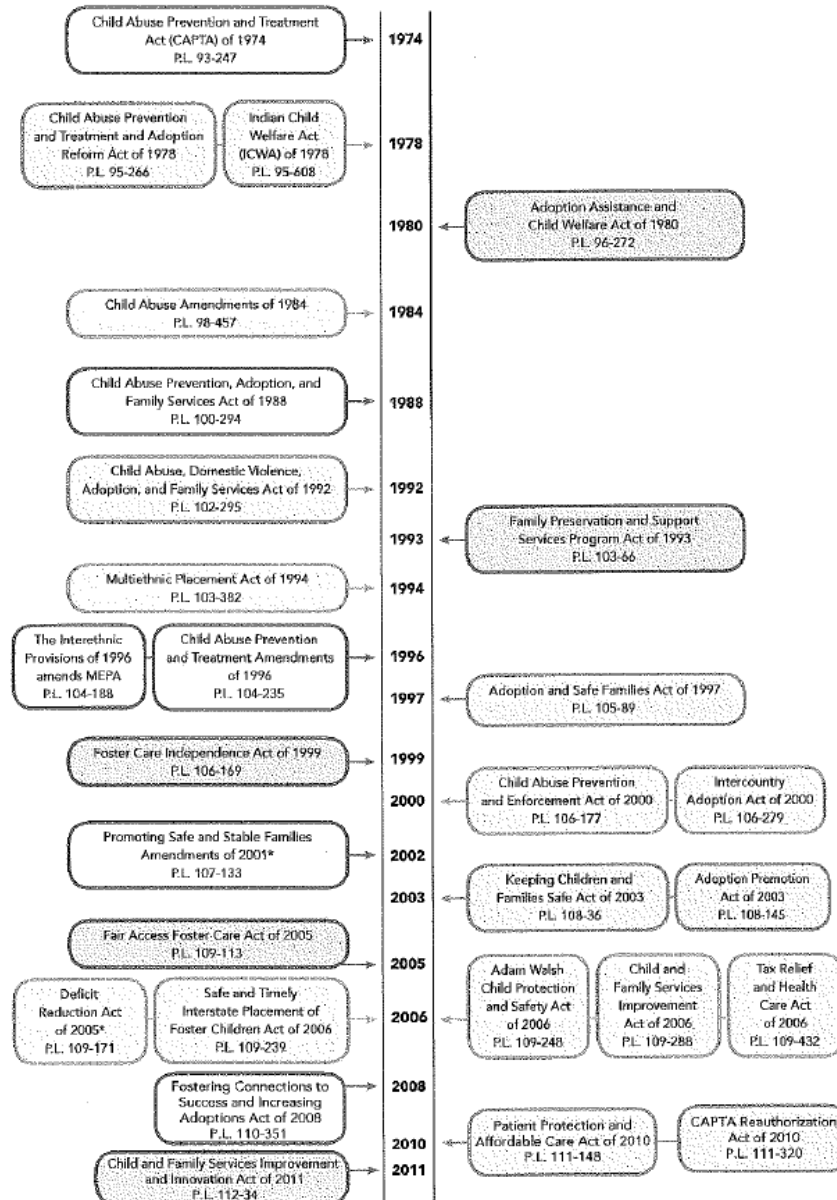 Child Abuse Prevention and Treatment
Act (CAPTA) of 1974
P.L. 93-247
1974
Child Abuse Prevention
and Treatment and Adoption
Reform Act of 1978
P.L. 95-266
Indian Child
Welfare Act
(ICWA) of 1978
P.L. 95-608
1978
1980
Adoption Assistance and
Child Welfare Act of 1980
P.L. 96-272
Child Abuse Amendments of 1984
P.L. 98-457
1984
Child Abuse Prevention, Adoption, and
Family Services Act of 1988
P.L. 100-294
1988
Child Abuse, Domestic Violence,
Adoption, and Family Services Act of 1992
P.L. 102-295
1992
1993
Family Preservation and Support
Services Program Act of 1993
P.L. 103-66
Multiethnic Placement Act of 1994
P.L. 103-382
1994
The Interethnic
Provisions of 1996
amends MEPA
P.L. 104-188
Child Abuse Prevention
and Treatment Amendments
of 1996
P.L. 104-235
1996
1997
Adoption and Safe Families Act of 1997
P.L. 105-89
Foster Care Independence Act of 1999
P.L. 106-169
1999
2000
Child Abuse Prevention
and Enforcement Act of 2000
P.L. 106-177
Intercountry
Adoption Act of 2000
P.L. 106-279
Promoting Safe and Stable Families
Amendments of 2001*
P.L. 107-133
2002
2003
Keeping Children and
Families Safe Act of 2003
P.L. 108-36
Adoption Promotion
Act of 2003
P.L. 108-145
Fair Access Foster Care Act of 2005
P.L. 109-113
2005
Deficit
Reduction Act
of 2005*
P.L. 109-171
Safe and Timely
Interstate Placement of
Foster Children Act of 2006
P.L. 109-239
2006
Adam Walsh
Child Protection
and Safety Act
of 2006
P.L. 109-248
Child and
Family Services
Improvement
Act of 2006
P.L. 109-288
Tax Relief
and Health
Care Act
of 2006
P.L. 109-432
Fostering Connections to
Success and Increasing
Adoptions Act of 2008
P.L. 110-351
2008
2010
Patient Protection and
Affordable Care Act of 2010
P.L. 111-148
CAPTA Reauthorization
Act of 2010
P.L. 111-320
Child and Family Services Improvement
and Innovation Act of 2011
P.L. 112-34
2011